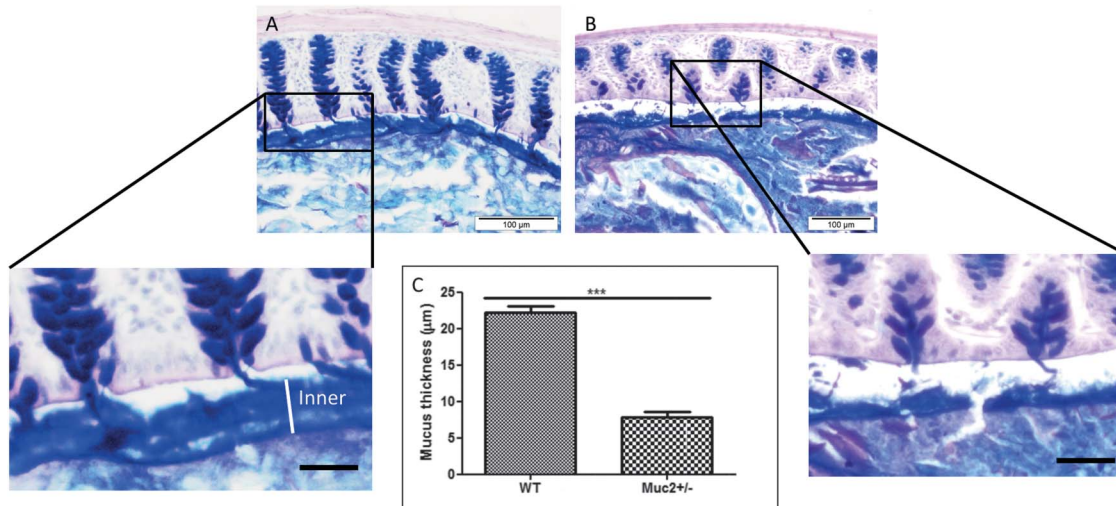 A
B
100 µm
100 µm
Inner
C
***
25
20
15
10
5
0
Mucus thickness (µm)
WT
Muc2+/-